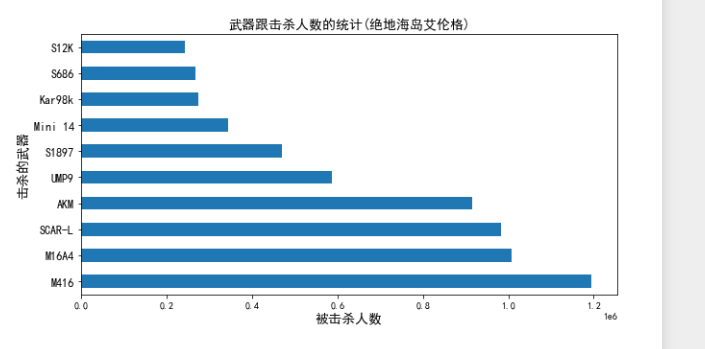 武器跟击杀人数的统计(绝地海岛艾伦格)
击杀的武器
S12K
S686
Kar98k
Mini 14
S1897
UMP9
AKM
SCAR-L
M16A4
M416
0.0 0.2 0.4 0.6 0.8 1.0 1.2
1e6
被击杀人数